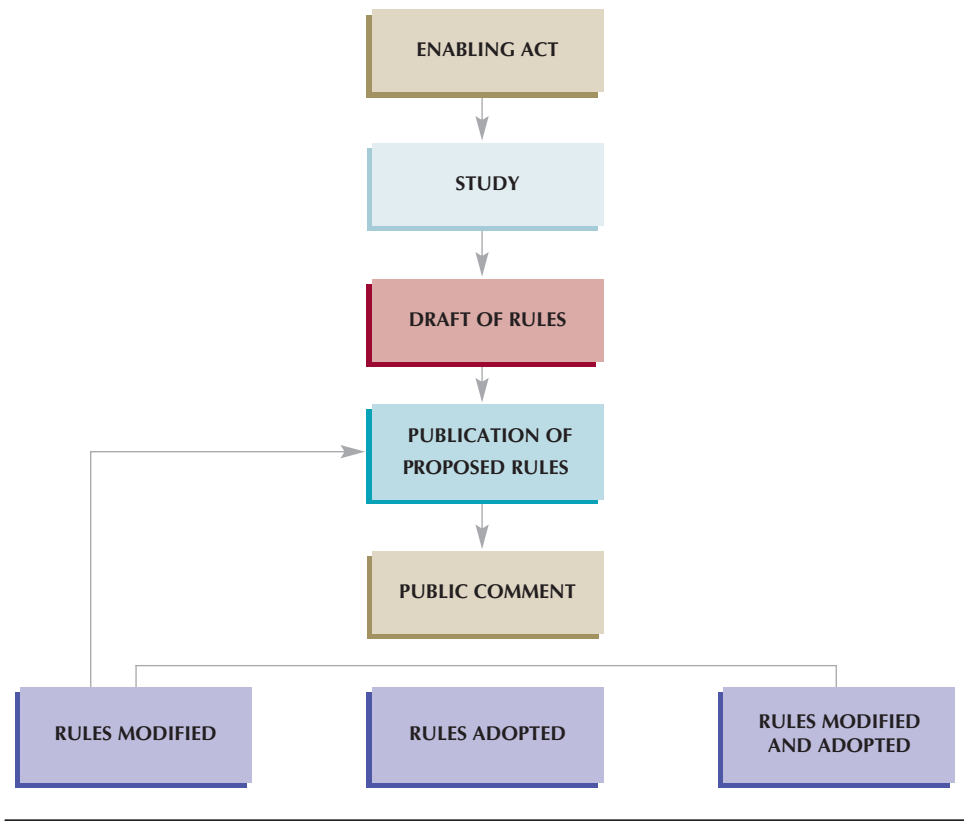 ENABLING ACT
STUDY
DRAFT OF RULES
PUBLICATION OF
PROPOSED RULES
PUBLIC COMMENT
RULES MODIFIED
RULES ADOPTED
RULES MODIFIED
AND ADOPTED